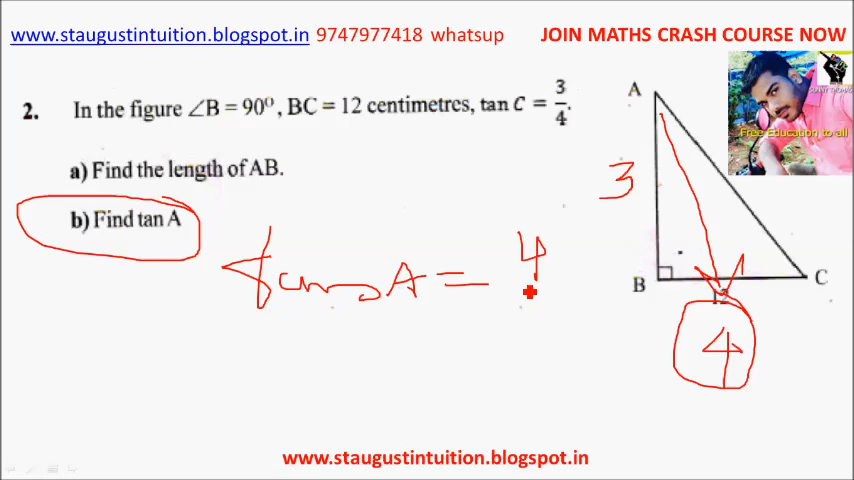 www.staugustintuition.blogspot.in 9747977418 whatsup JOIN MATHS CRASH COURSE NOW
2. In the figure ∠B = 90⁰, BC = 12 centimetres, tan C = 3/4.
a) Find the length of AB.
b) Find tan A
A
B
C
12
3
4
tan A = 4
Free Education to all
www.staugustintuition.blogspot.in